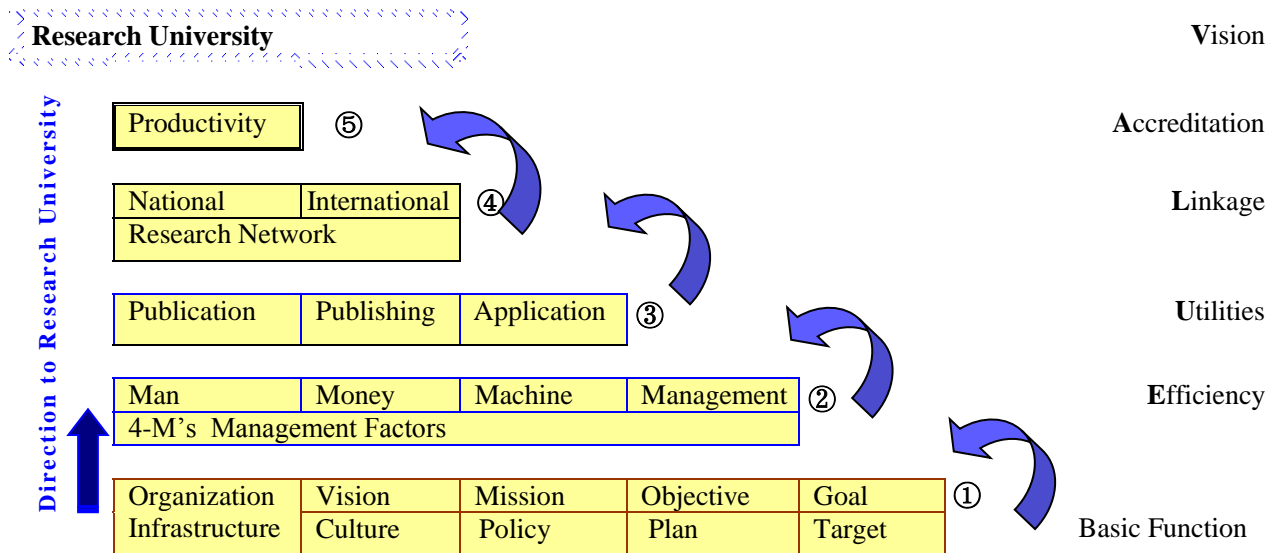 Research University Vision
Direction to Research University
Productivity ⑤ Accreditation
National International ④ Linkage
Research Network
Publication Publishing Application ③ Utilities
Man Money Machine Management ② Efficiency
4-M’s Management Factors
Organization Vision Mission Objective Goal ①
Infrastructure Culture Policy Plan Target Basic Function